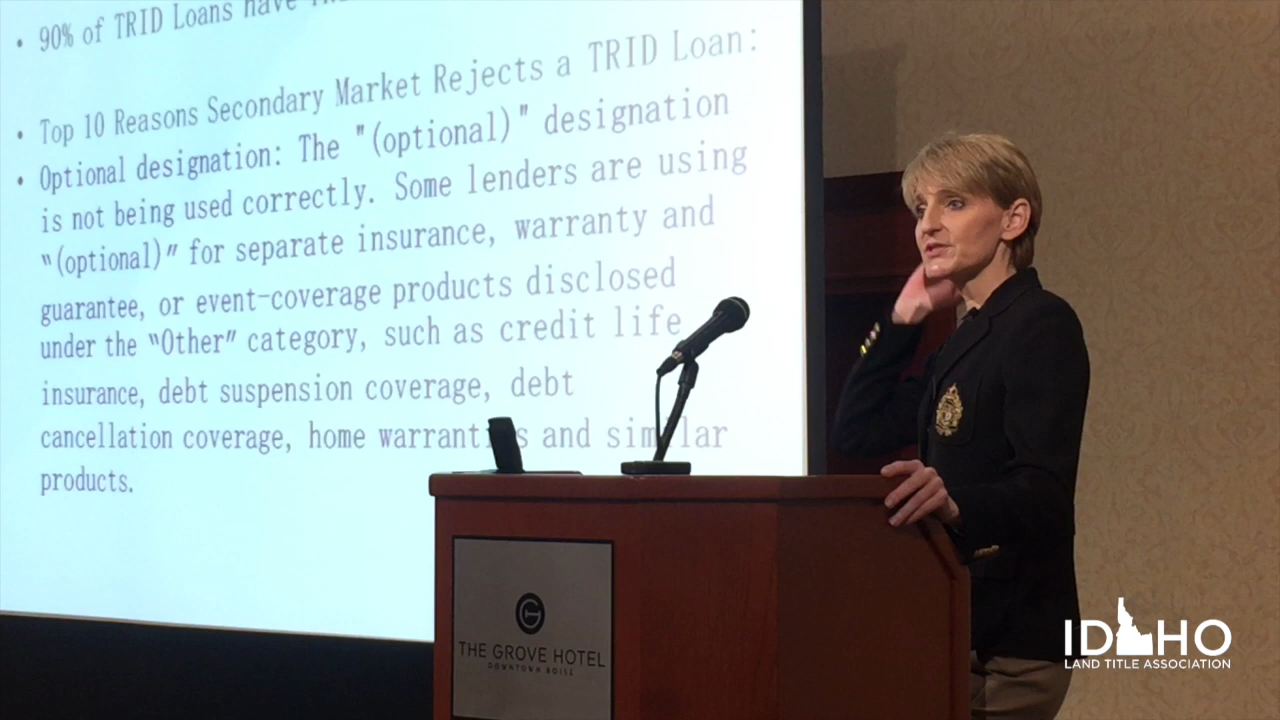 • 90% of TRID Loans have
• Top 10 Reasons Secondary Market Rejects a TRID Loan:
• Optional designation: The "(optional)" designation
is not being used correctly. Some lenders are using
“(optional)” for separate insurance, warranty and
guarantee, or event-coverage products disclosed
under the “Other” category, such as credit life
insurance, debt suspension coverage, debt
cancellation coverage, home warranties and similar
products.
G
THE GROVE HOTEL
DOWNTOWN BOISE
IDAHO
LAND TITLE ASSOCIATION